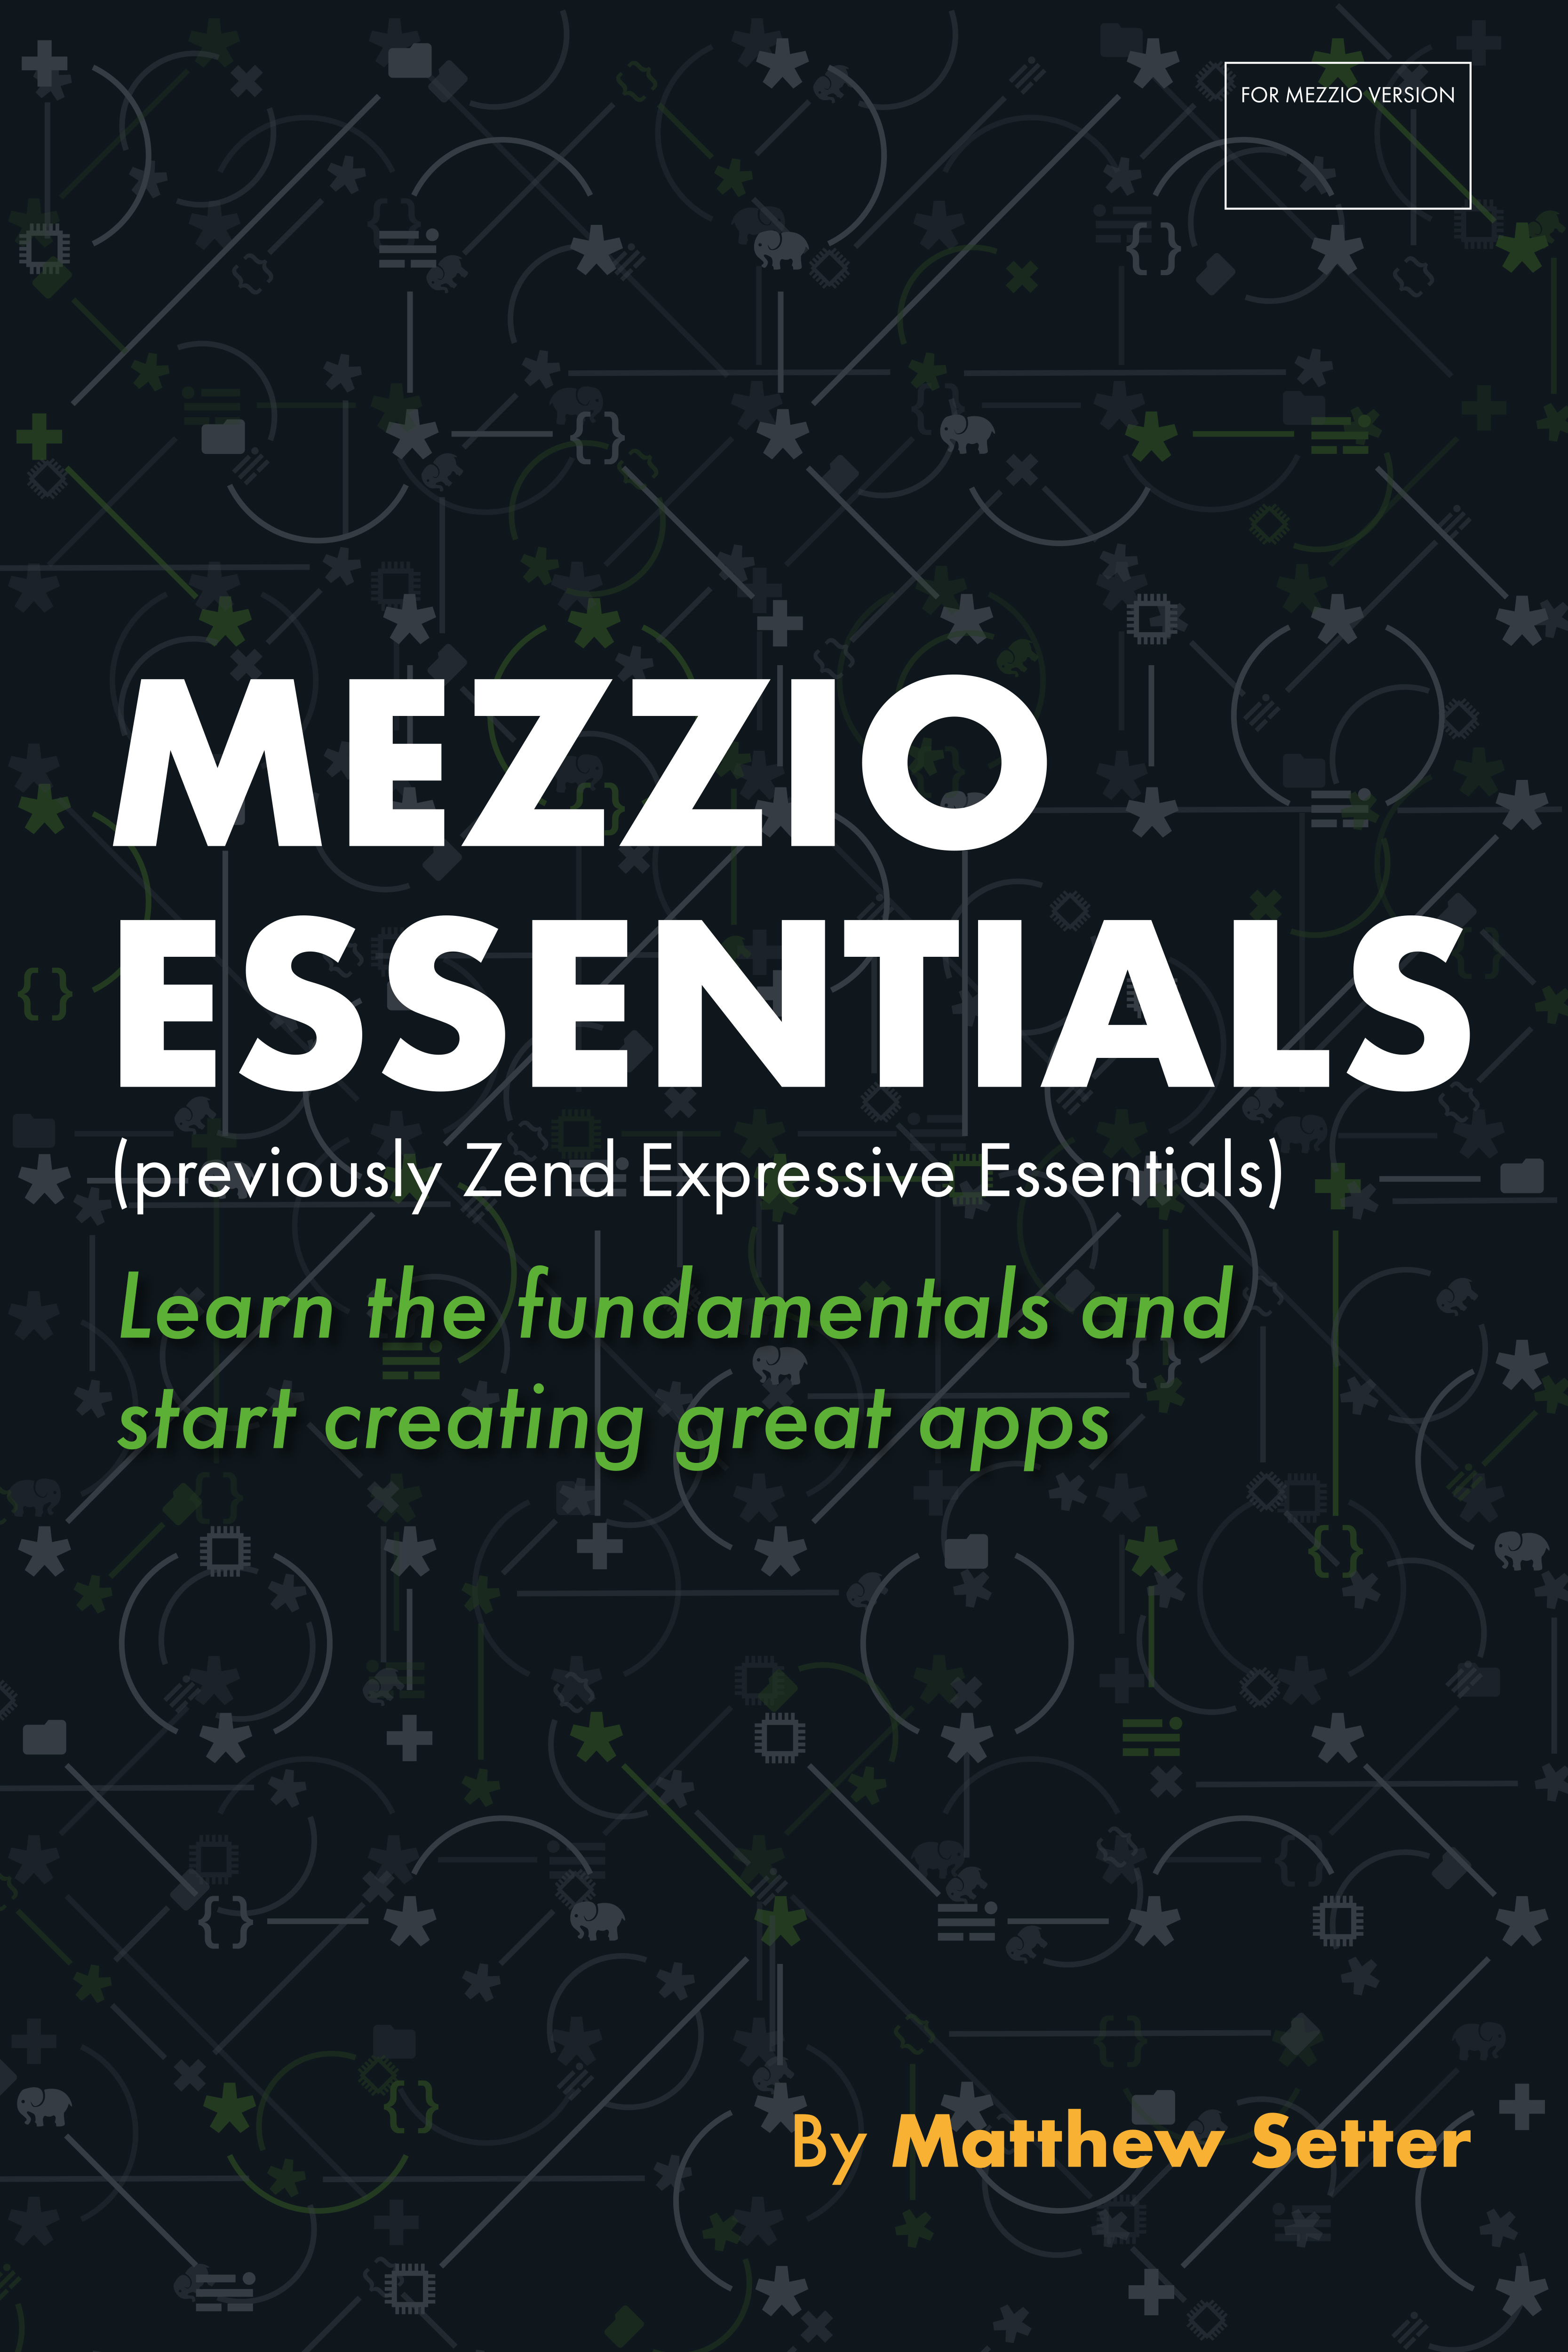 FOR MEZZIO VERSION
MEZZIO
ESSENTIALS
(previously Zend Expressive Essentials)
Learn the fundamentals and
start creating great apps
By Matthew Setter